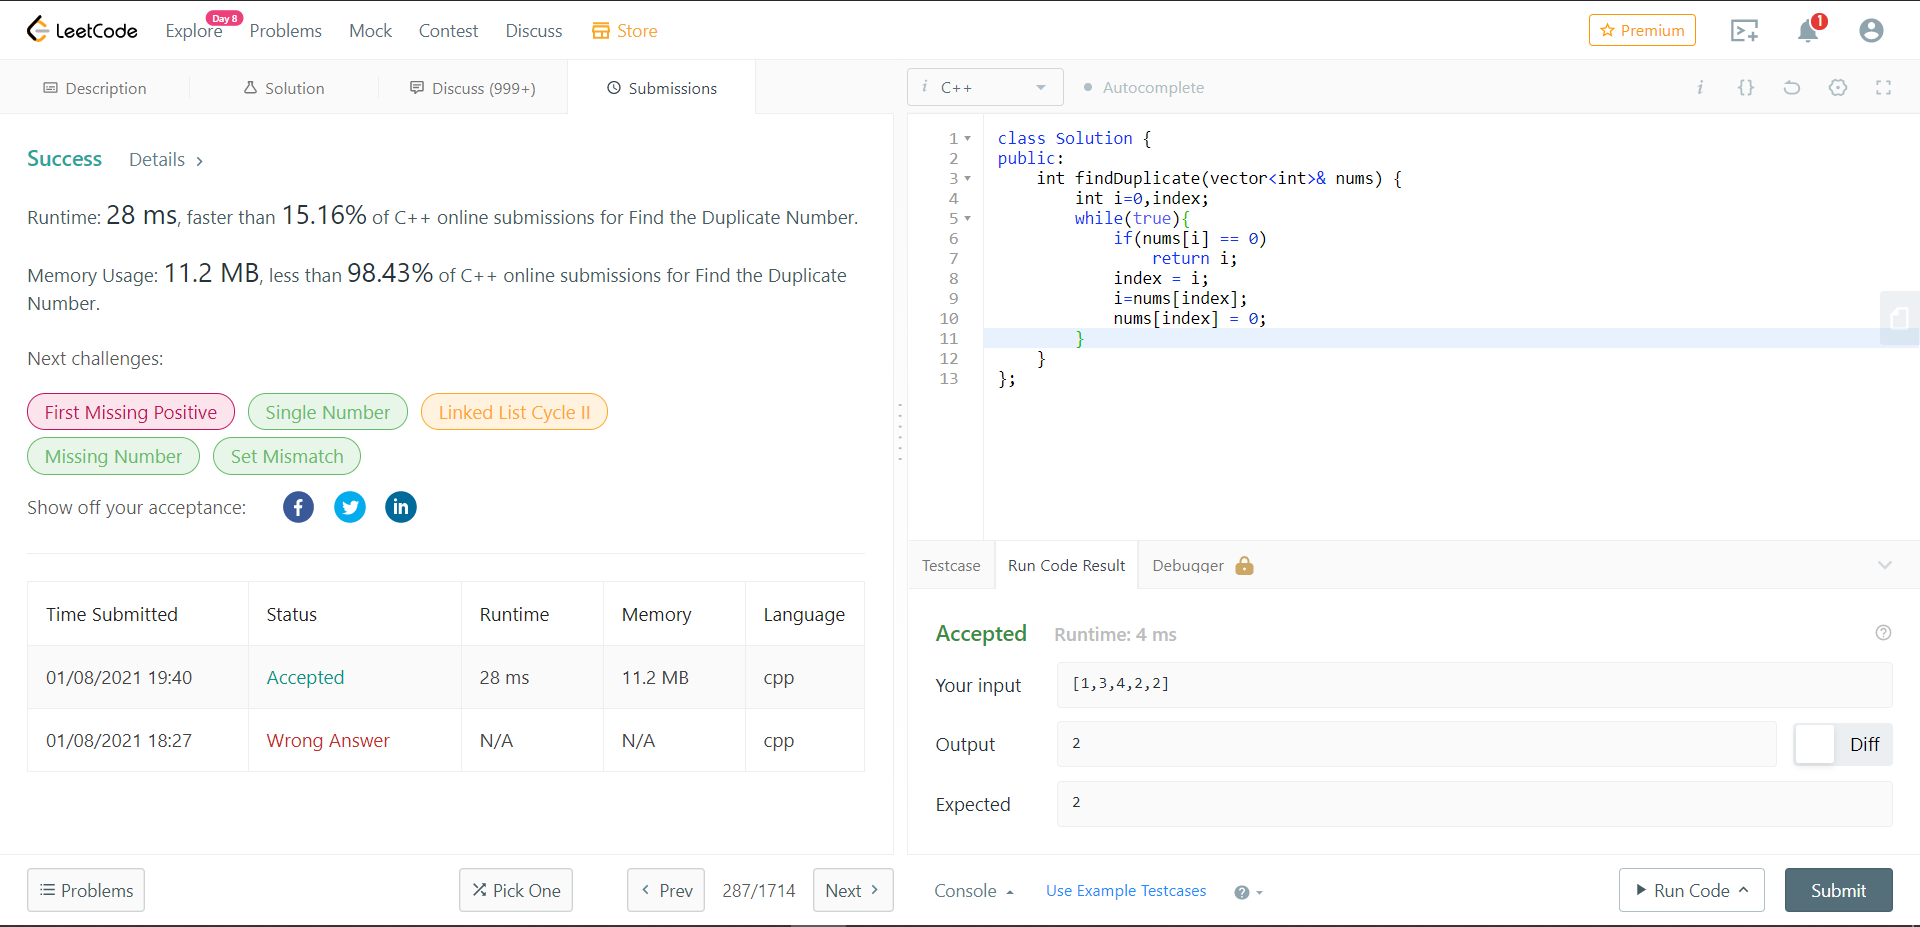 LeetCode Explore Day 8 Problems Mock Contest Discuss Store Premium 1
Description Solution Discuss (999+) Submissions
Success Details >
Runtime: 28 ms, faster than 15.16% of C++ online submissions for Find the Duplicate Number.
Memory Usage: 11.2 MB, less than 98.43% of C++ online submissions for Find the Duplicate
Number.
Next challenges:
First Missing Positive Single Number Linked List Cycle II
Missing Number Set Mismatch
Show off your acceptance: f in
Time Submitted Status Runtime Memory Language
01/08/2021 19:40 Accepted 28 ms 11.2 MB cpp
01/08/2021 18:27 Wrong Answer N/A N/A cpp
Problems Pick One < Prev 287/1714 Next >
i C++ Autocomplete i {}
1 class Solution {
2 public:
3     int findDuplicate(vector<int>& nums) {
4         int i=0,index;
5         while(true){
6             if(nums[i] == 0)
7                 return i;
8             index = i;
9             i=nums[index];
10             nums[index] = 0;
11         }
12     }
13 };
Testcase Run Code Result Debugger
Accepted Runtime: 4 ms ?
Your input [1,3,4,2,2]
Output 2 Diff
Expected 2
Console Use Example Testcases ? Run Code Submit